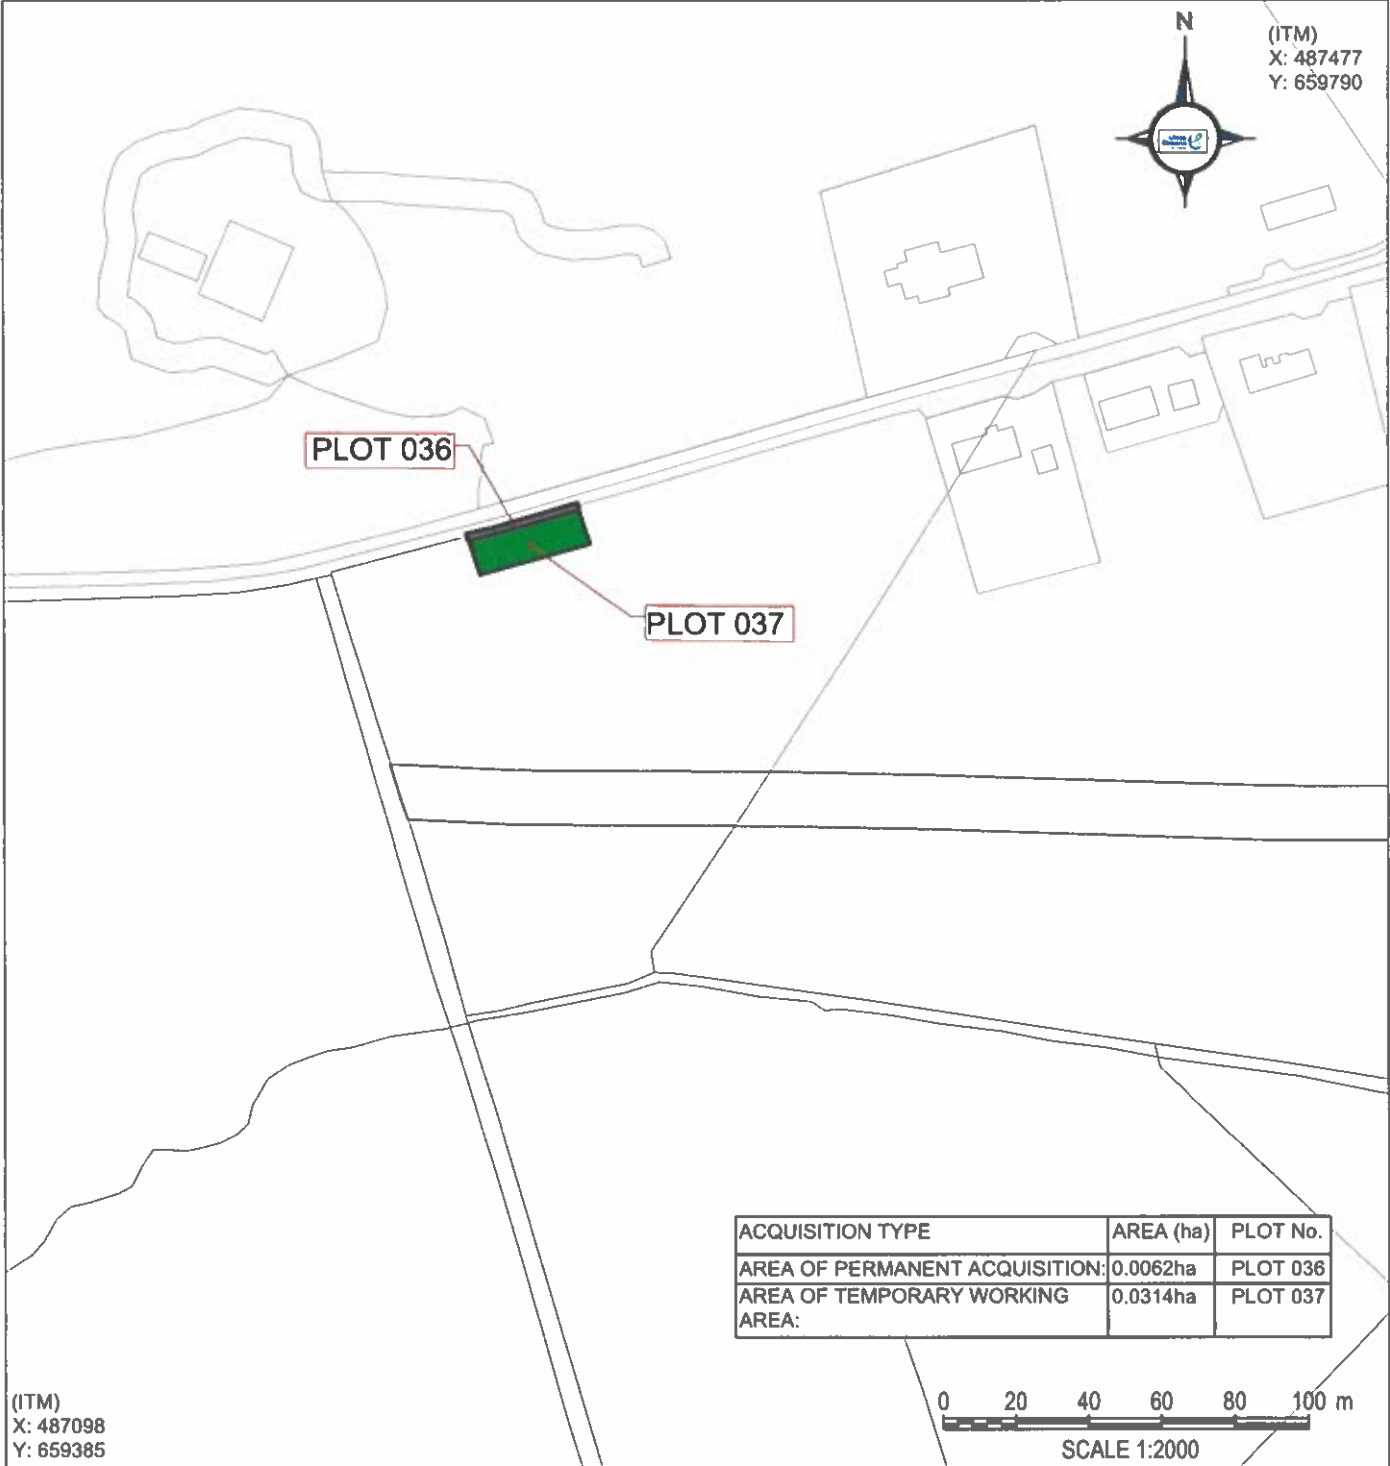 N
(ITM)
X: 487477
Y: 659790
PLOT 036
PLOT 037
ACQUISITION TYPE AREA (ha) PLOT No.
AREA OF PERMANENT ACQUISITION: 0.0062ha PLOT 036
AREA OF TEMPORARY WORKING 0.0314ha PLOT 037
AREA:
(ITM)
X: 487098
Y: 659385
0 20 40 60 80 100 m
SCALE 1:2000